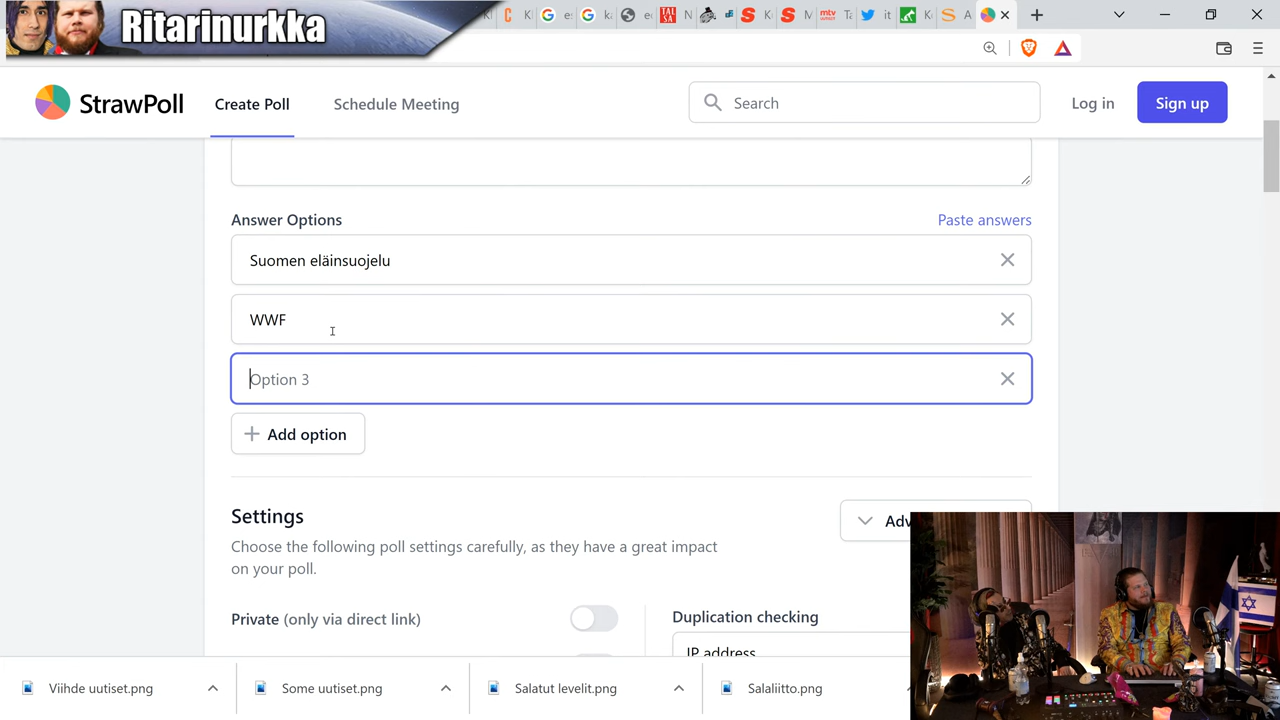 Ritarinurkka
StrawPoll
Create Poll
Schedule Meeting
Search
Log in
Sign up
Answer Options
Paste answers
Suomen eläinsuojelu
WWF
Option 3
Add option
Settings
Choose the following poll settings carefully, as they have a great impact
on your poll.
Private (only via direct link)
Duplication checking
IP address
Viihde uutiset.png
Some uutiset.png
Salatut levelit.png
Salaliitto.png